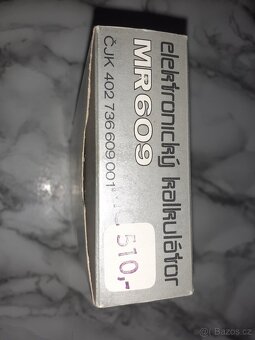 elektronický kalkulátor
MR 609
ČJK 402 736 609 001
510,-
© Bazos.cz